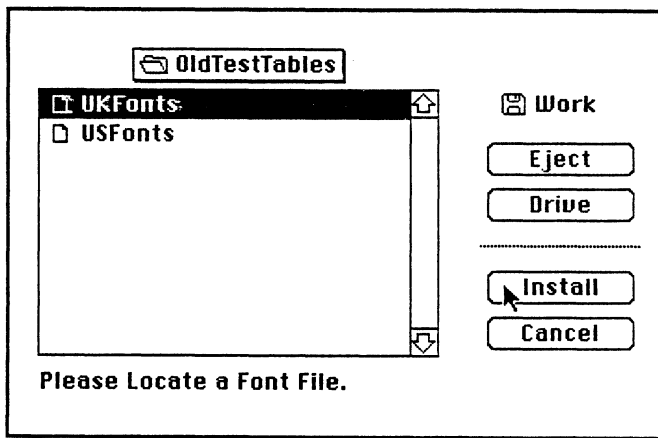 OldTestTables
UKFonts
USFonts
Work
Eject
Drive
Install
Cancel
Please Locate a Font File.